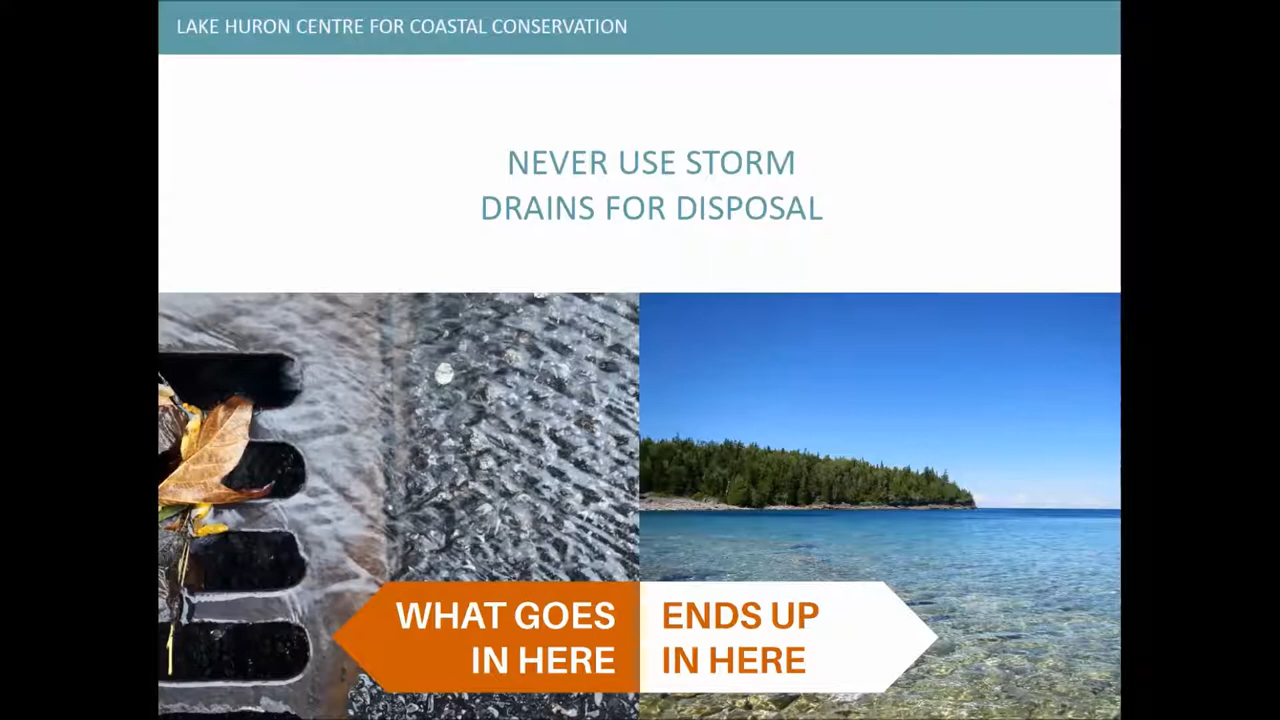 LAKE HURON CENTRE FOR COASTAL CONSERVATION
NEVER USE STORM
DRAINS FOR DISPOSAL
WHAT GOES
IN HERE
ENDS UP
IN HERE